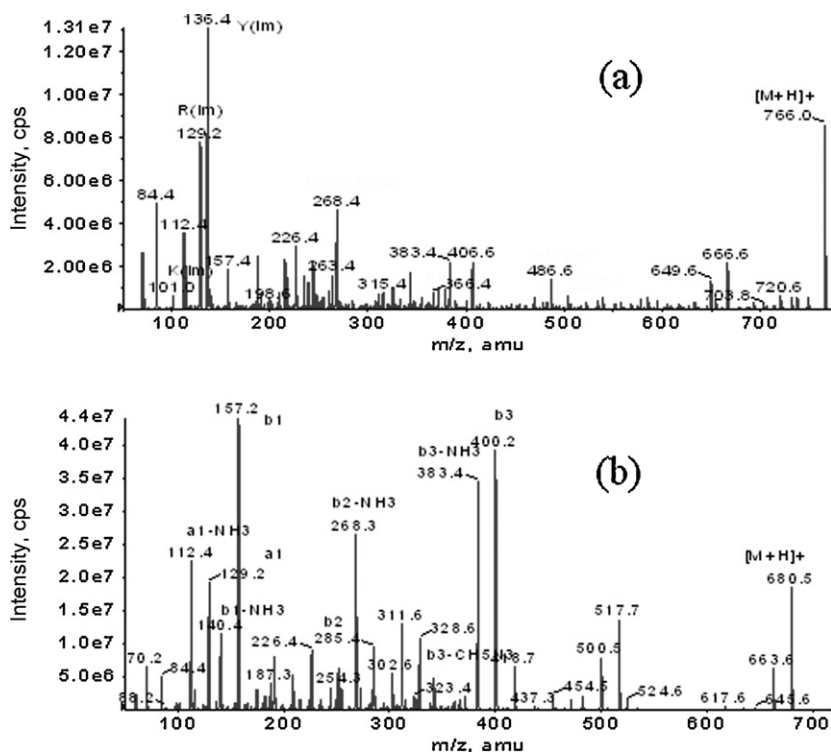 1.31e7
136.4
Y(Im)
1.20e7
(a)
1.00e7
[M+H]+
766.0
R(Im)
129.2
8.00e6
6.00e6
84.4
268.4
4.00e6
112.4
226.4
383.4
406.6
2.00e6
157.4
263.4
486.6
666.6
649.6
K(Im)
101.0
198.6
315.4
366.4
703.8
720.6
100 200 300 400 500 600 700
m/z, amu
Intensity, cps
4.4e7
157.2
b1
b3
400.2
4.0e7
(b)
3.5e7
b3-NH3
383.4
3.0e7
b2-NH3
268.3
2.5e7
a1-NH3
112.4
a1
129.2
[M+H]+
680.5
2.0e7
1.5e7
b1-NH3
140.4
b2
285.4
311.6
328.6
517.7
1.0e7
226.4
b3-CH5N3
500.5
70.2
84.4
187.3
302.6
663.6
5.0e6
88.2
254.3
323.4
437.3
454.5
524.6
617.6
645.6
100 200 300 400 500 600 700
m/z, amu
Intensity, cps